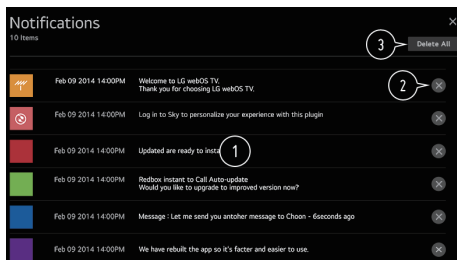 Notifications
10 Items
×
3
Delete All
Feb 09 2014 14:00PM
Welcome to LG webOS TV.
Thank you for choosing LG webOS TV.
2
Feb 09 2014 14:00PM
Log in to Sky to personalize your experience with this plugin
Feb 09 2014 14:00PM
Updated are ready to insta
1
Feb 09 2014 14:00PM
Redbox instant to Call Auto-update
Would you like to upgrade to improved version now?
Feb 09 2014 14:00PM
Message : Let me send you antoher message to Choon - 6seconds ago
Feb 09 2014 14:00PM
We have rebuilt the app so it's facter and easier to use.